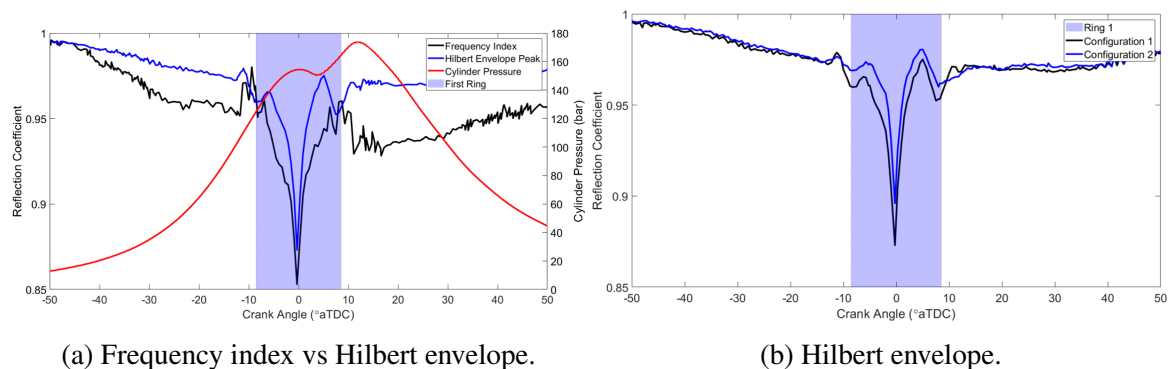 1
0.95
0.9
0.85
Reflection Coefficient
-50 -40 -30 -20 -10 0 10 20 30 40 50
Crank Angle (°aTDC)
180
160
140
120
100
80
60
40
20
0
Cylinder Pressure (bar)
Frequency Index
Hilbert Envelope Peak
Cylinder Pressure
First Ring
(a) Frequency index vs Hilbert envelope.
1
0.95
0.9
0.85
Reflection Coefficient
-50 -40 -30 -20 -10 0 10 20 30 40 50
Crank Angle (°aTDC)
Ring 1
Configuration 1
Configuration 2
(b) Hilbert envelope.